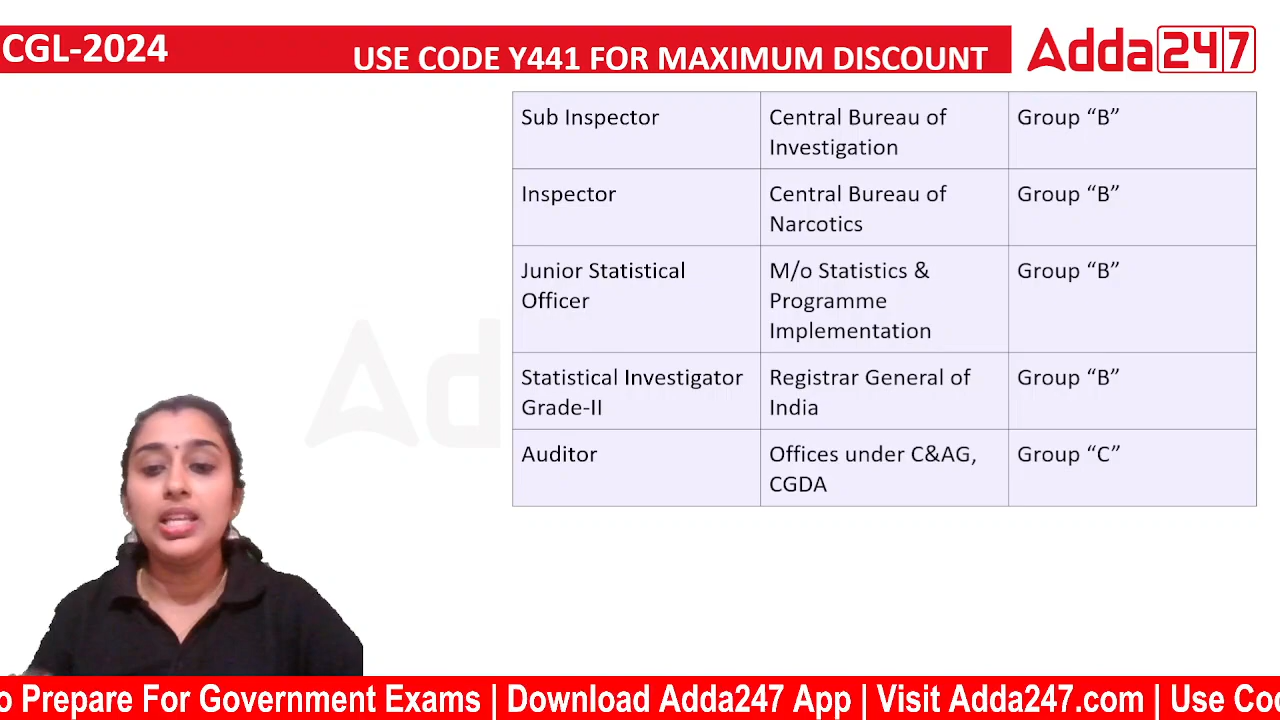 CGL-2024
USE CODE Y441 FOR MAXIMUM DISCOUNT
Adda247
Sub Inspector
Central Bureau of
Investigation
Group “B”
Inspector
Central Bureau of
Narcotics
Group “B”
Junior Statistical
Officer
M/o Statistics &
Programme
Implementation
Group “B”
Statistical Investigator
Grade-II
Registrar General of
India
Group “B”
Auditor
Offices under C&AG,
CGDA
Group “C”
Ad
o Prepare For Government Exams | Download Adda247 App | Visit Adda247.com | Use Co